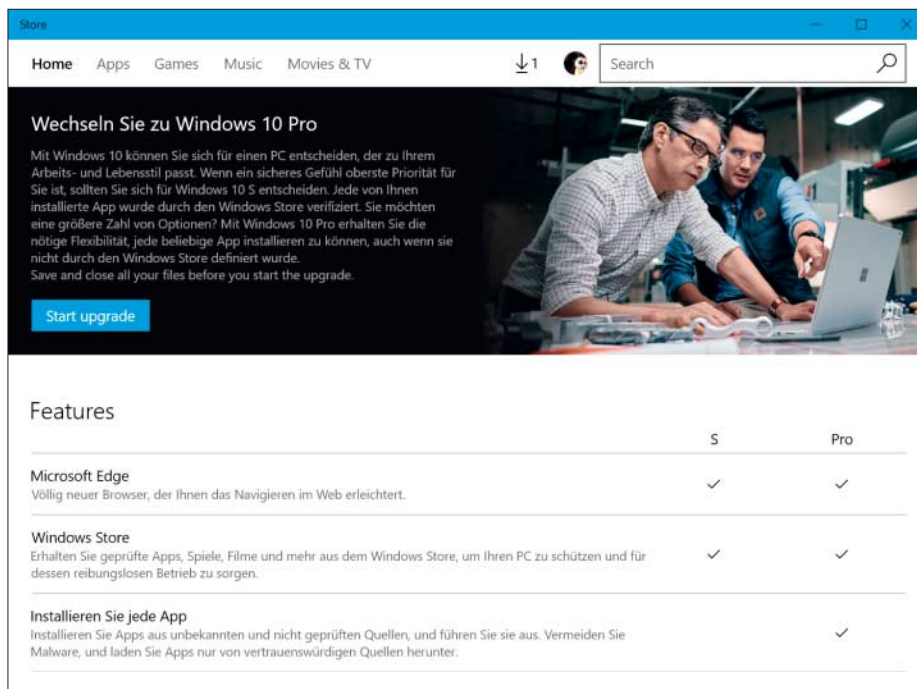 Store
Home Apps Games Music Movies & TV 1 Search
Wechseln Sie zu Windows 10 Pro
Mit Windows 10 können Sie sich für einen PC entscheiden, der zu Ihrem
Arbeits- und Lebensstil passt. Wenn ein sicheres Gefühl oberste Priorität für
Sie ist, sollten Sie sich für Windows 10 S entscheiden. Jede von Ihnen
installierte App wurde durch den Windows Store verifiziert. Sie möchten
eine größere Zahl von Optionen? Mit Windows 10 Pro erhalten Sie die
nötige Flexibilität, jede beliebige App installieren zu können, auch wenn sie
nicht durch den Windows Store definiert wurde.
Save and close all your files before you start the upgrade.
Start upgrade
Features
S Pro
Microsoft Edge
Völlig neuer Browser, der Ihnen das Navigieren im Web erleichtert.
Windows Store
Erhalten Sie geprüfte Apps, Spiele, Filme und mehr aus dem Windows Store, um Ihren PC zu schützen und für
dessen reibungslosen Betrieb zu sorgen.
Installieren Sie jede App
Installieren Sie Apps aus unbekannten und nicht geprüften Quellen, und führen Sie sie aus. Vermeiden Sie
Malware, und laden Sie Apps nur von vertrauenswürdigen Quellen herunter.